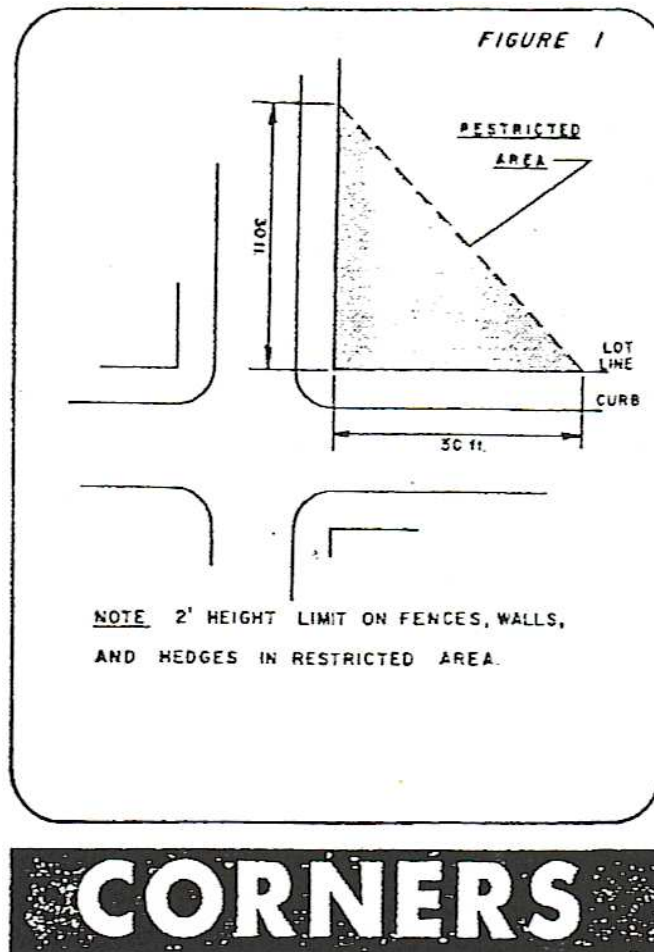 FIGURE 1
RESTRICTED
AREA
30 ft.
LOT
LINE
CURB
30 ft.
NOTE 2' HEIGHT LIMIT ON FENCES, WALLS,
AND HEDGES IN RESTRICTED AREA.
CORNERS